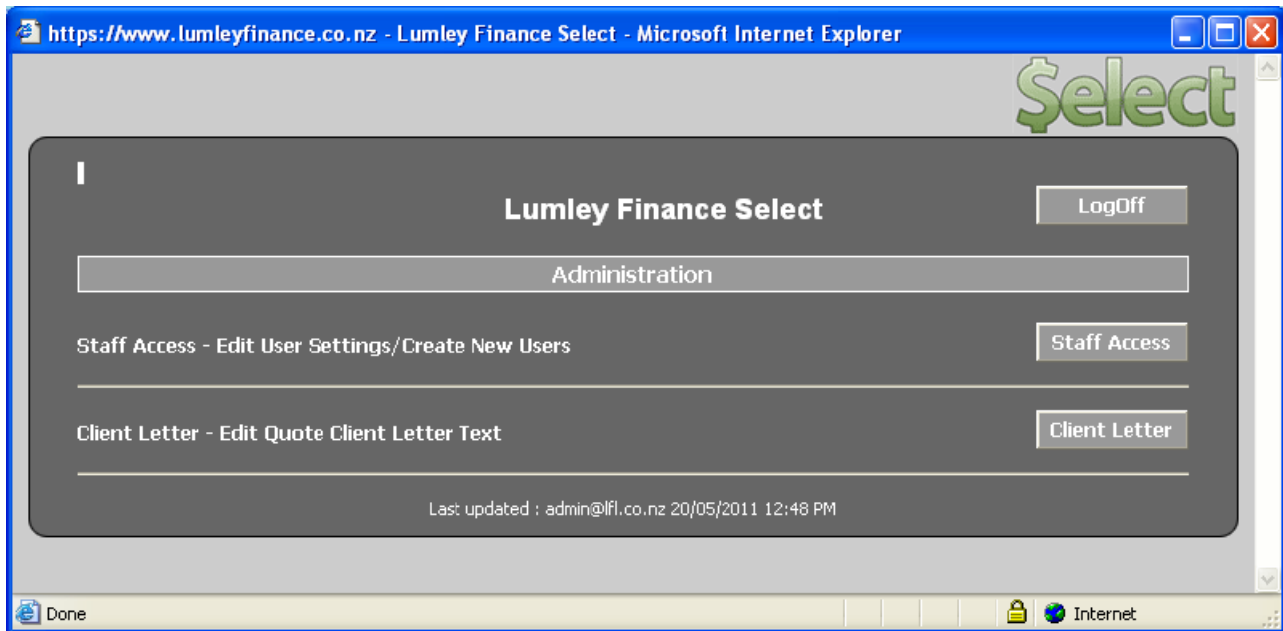 https://www.lumleyfinance.co.nz - Lumley Finance Select - Microsoft Internet Explorer
$elect
Lumley Finance Select
LogOff
Administration
Staff Access - Edit User Settings/Create New Users
Staff Access
Client Letter - Edit Quote Client Letter Text
Client Letter
Last updated : admin@lfl.co.nz 20/05/2011 12:48 PM
Done
Internet